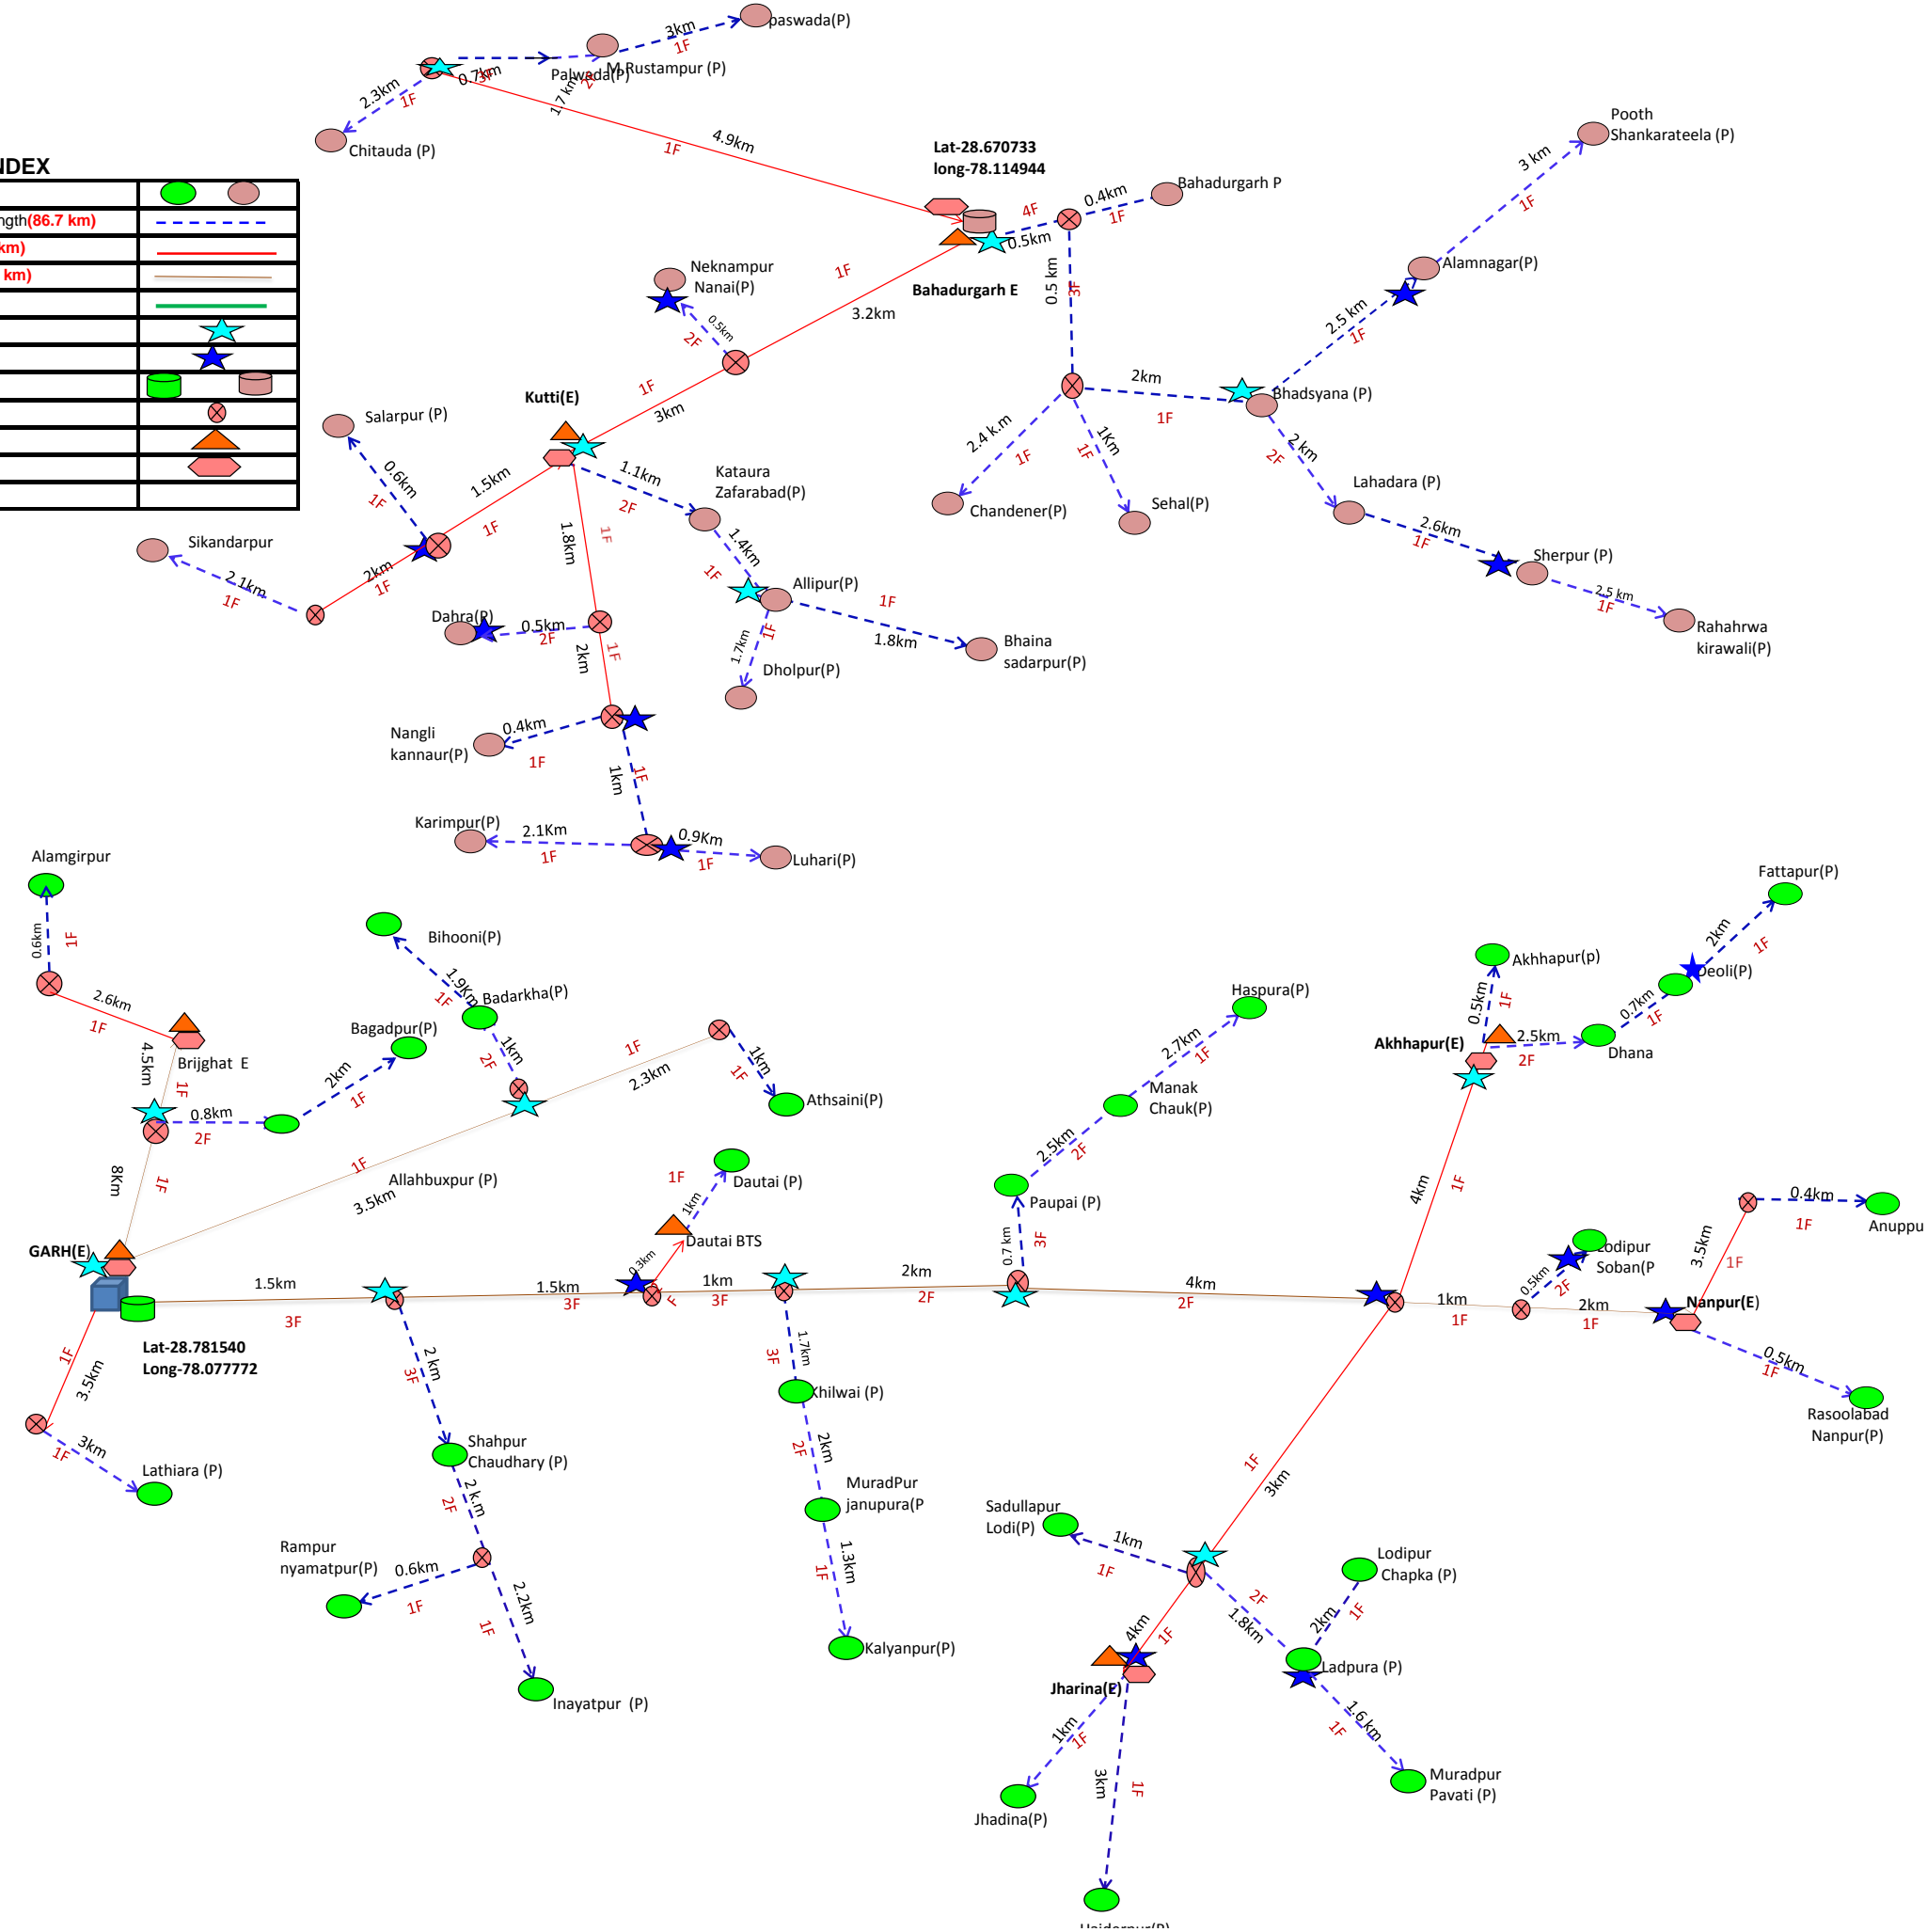 paswada(P)
3km
1F
M.Rustampur (P)
Palwada(P)
0.7km
3F
2F
1.7 km
2.3km
1F
Chitauda (P)
4.9km
1F
Lat-28.670733
long-78.114944
Pooth
Shankarateela (P)
3 km
1F
NDEX
ngth(86.7 km)
km)
km)
Bahadurgarh P
0.4km
4F
1F
0.5km
Bahadurgarh E
1F
3.2km
0.5 km
3F
Alamnagar(P)
2.5 km
1F
Neknampur
Nanai(P)
0.5km
2F
1F
3km
Kutti(E)
2km
1F
Bhadsyana (P)
2.4 k.m
1F
1Km
1F
Chandener(P)
Sehal(P)
2 km
2F
Lahadara (P)
2.6km
1F
Sherpur (P)
2.5 km
1F
Rahahrwa
kirawali(P)
Salarpur (P)
0.6km
1F
1.5km
1F
Sikandarpur
2.1km
1F
2km
1F
1.1km
2F
Kataura
Zafarabad(P)
1.8km
1F
1.4km
1F
Allipur(P)
1F
1.8km
Bhaina
sadarpur(P)
1.7km
1F
Dholpur(P)
Dahra(P)
0.5km
2F
2km
1F
Nangli
kannaur(P)
0.4km
1F
1km
1F
Karimpur(P)
2.1Km
1F
0.9Km
1F
Luhari(P)
Alamgirpur
0.6km
1F
2.6km
1F
Brijghat  E
4.5km
1F
0.8km
2F
Bagadpur(P)
2km
1F
8Km
1F
Bihooni(P)
1.9Km
1F
Badarkha(P)
1km
2F
1F
2.3km
1km
1F
Athsaini(P)
1F
Allahbuxpur (P)
3.5km
Fattapur(P)
2km
1F
Akhhapur(p)
Deoli(P)
0.5km
1F
0.7km
1F
Akhhapur(E)
2.5km
2F
Dhana
Haspura(P)
2.7km
1F
Manak
Chauk(P)
2.5km
2F
Paupai (P)
0.7 km
3F
Dautai (P)
1F
1km
Dautai BTS
0.3km
F
4km
1F
0.4km
1F
Anuppu
3.5km
1F
Lodipur
Soban(P
0.5km
2F
GARH(E)
1.5km
3F
1.5km
3F
1km
3F
2km
2F
4km
2F
1km
1F
2km
1F
Nanpur(E)
0.5km
1F
Rasoolabad
Nanpur(P)
Lat-28.781540
Long-78.077772
1F
3.5km
3km
1F
Lathiara (P)
2 km
3F
Shahpur
Chaudhary (P)
2 k.m
2F
Rampur
nyamatpur(P)
0.6km
1F
2.2km
1F
Inayatpur  (P)
1.7km
3F
Khilwai (P)
2km
2F
MuradPur
janupura(P
1.3km
1F
Kalyanpur(P)
1F
3km
Sadullapur
Lodi(P)
1km
1F
2F
1.8km
Lodipur
Chapka (P)
2km
1F
Ladpura (P)
1.6 km
1F
Muradpur
Pavati (P)
4km
1F
Jharina(E)
1km
1F
Jhadina(P)
3km
1F